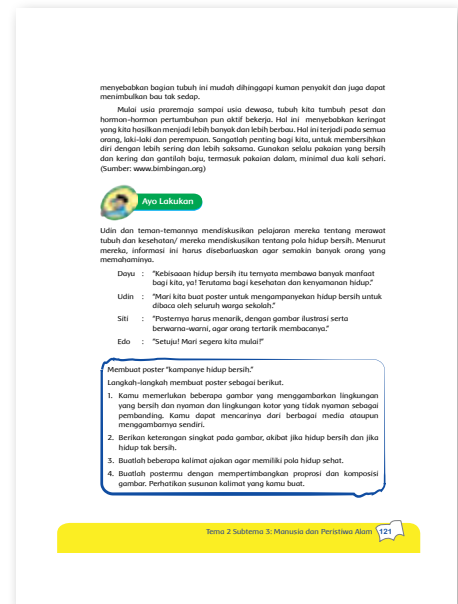 menyebabkan bagian tubuh ini mudah dihinggapi kuman penyakit dan juga dapat
menimbulkan bau tak sedap.
Mulai usia praremaja sampai usia dewasa, tubuh kita tumbuh pesat dan
hormon-hormon pertumbuhan pun aktif bekerja. Hal ini menyebabkan keringat
yang kita hasilkan menjadi lebih banyak dan lebih berbau. Hal ini terjadi pada semua
orang, laki-laki dan perempuan. Sangatlah penting bagi kita, untuk membersihkan
diri dengan lebih sering dan lebih saksama. Gunakan selalu pakaian yang bersih
dan kering dan gantilah baju, termasuk pakaian dalam, minimal dua kali sehari.
(Sumber: www.bimbingan.org)
Ayo Lakukan
Udin dan teman-temannya mendiskusikan pelajaran mereka tentang merawat
tubuh dan kesehatan/ mereka mendiskusikan tentang pola hidup bersih. Menurut
mereka, informasi ini harus disebarluaskan agar semakin banyak orang yang
memahaminya.
Dayu : "Kebisaaan hidup bersih itu ternyata membawa banyak manfaat
bagi kita, ya! Terutama bagi kesehatan dan kenyamanan hidup."
Udin : "Mari kita buat poster untuk mengampanyekan hidup bersih untuk
dibaca oleh seluruh warga sekolah."
Siti : "Posternya harus menarik, dengan gambar ilustrasi serta
berwarna-warni, agar orang tertarik membacanya."
Edo : "Setuju! Mari segera kita mulai!"
Membuat poster "kampanye hidup bersih."
Langkah-langkah membuat poster sebagai berikut.
1. Kamu memerlukan beberapa gambar yang menggambarkan lingkungan
yang bersih dan nyaman dan lingkungan kotor yang tidak nyaman sebagai
pembanding. Kamu dapat mencarinya dari berbagai media ataupun
menggambarnya sendiri.
2. Berikan keterangan singkat pada gambar, akibat jika hidup bersih dan jika
hidup tak bersih.
3. Buatlah beberapa kalimat ajakan agar memiliki pola hidup sehat.
4. Buatlah postermu dengan mempertimbangkan proprosi dan komposisi
gambar. Perhatikan susunan kalimat yang kamu buat.
Tema 2 Subtema 3: Manusia dan Peristiwa Alam 121